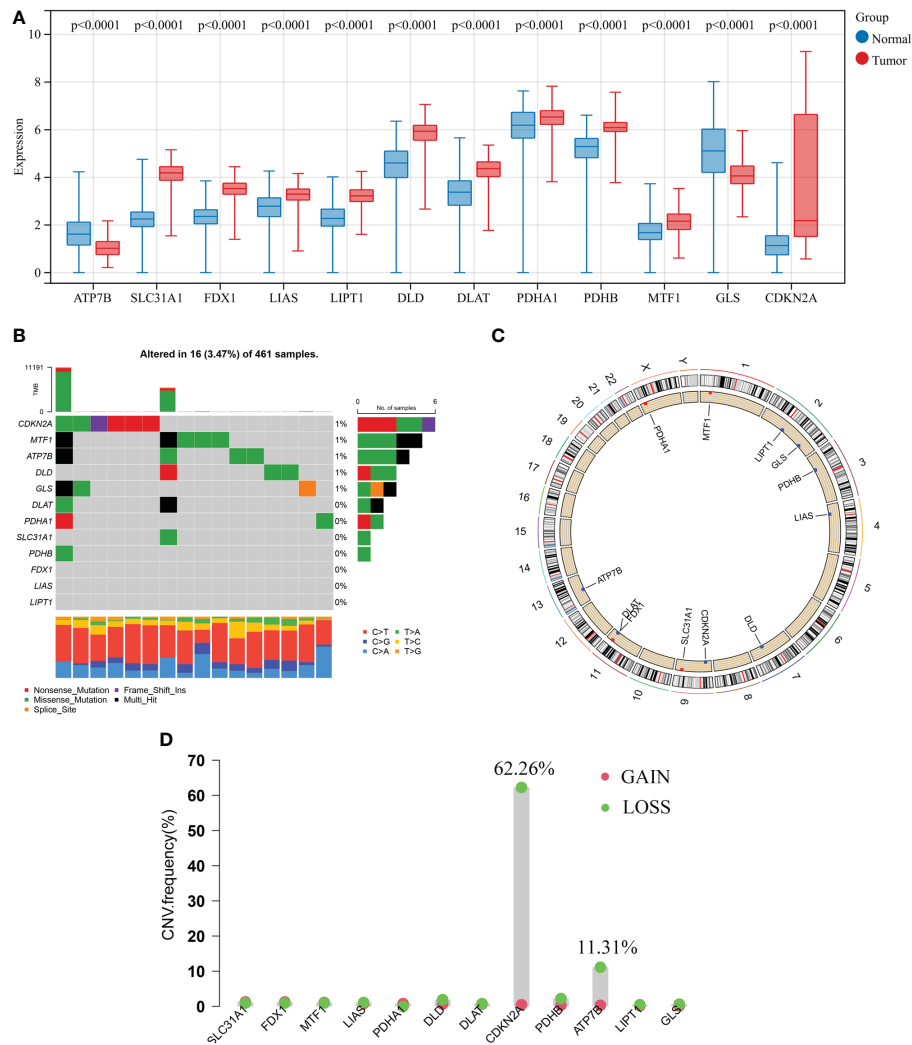 A
p<0.0001 p<0.0001 p<0.0001 p<0.0001 p<0.0001 p<0.0001 p<0.0001 p<0.0001 p<0.0001 p<0.0001 p<0.0001 p<0.0001
Group
Normal
Tumor
Expression
10
8
6
4
2
0
ATP7B SLC31A1 FDX1 LIAS LIPT1 DLD DLAT PDHA1 PDHB MTF1 GLS CDKN2A
B
Altered in 16 (3.47%) of 461 samples.
11191
TMB
0
No. of samples
0 6
CDKN2A 1%
MTF1 1%
ATP7B 1%
DLD 1%
GLS 1%
DLAT 0%
PDHA1 0%
SLC31A1 0%
PDHB 0%
FDX1 0%
LIAS 0%
LIPT1 0%
C>T T>A
C>G T>C
C>A T>G
Nonsense_Mutation Frame_Shift_Ins
Missense_Mutation Multi_Hit
Splice_Site
C
1
2
3
4
5
6
7
8
9
10
11
12
13
14
15
16
17
18
19
20
21
22
X
Y
MTF1
LIPT1
GLS
PDHB
LIAS
DLD
CDKN2A
SLC31A1
DLAT
FDX1
ATP7B
PDHA1
D
CNV.frequency(%)
70
60
50
40
30
20
10
0
62.26%
11.31%
GAIN
LOSS
SLC31A1 FDX1 MTF1 LIAS PDHA1 DLD DLAT CDKN2A PDHB ATP7B LIPT1 GLS